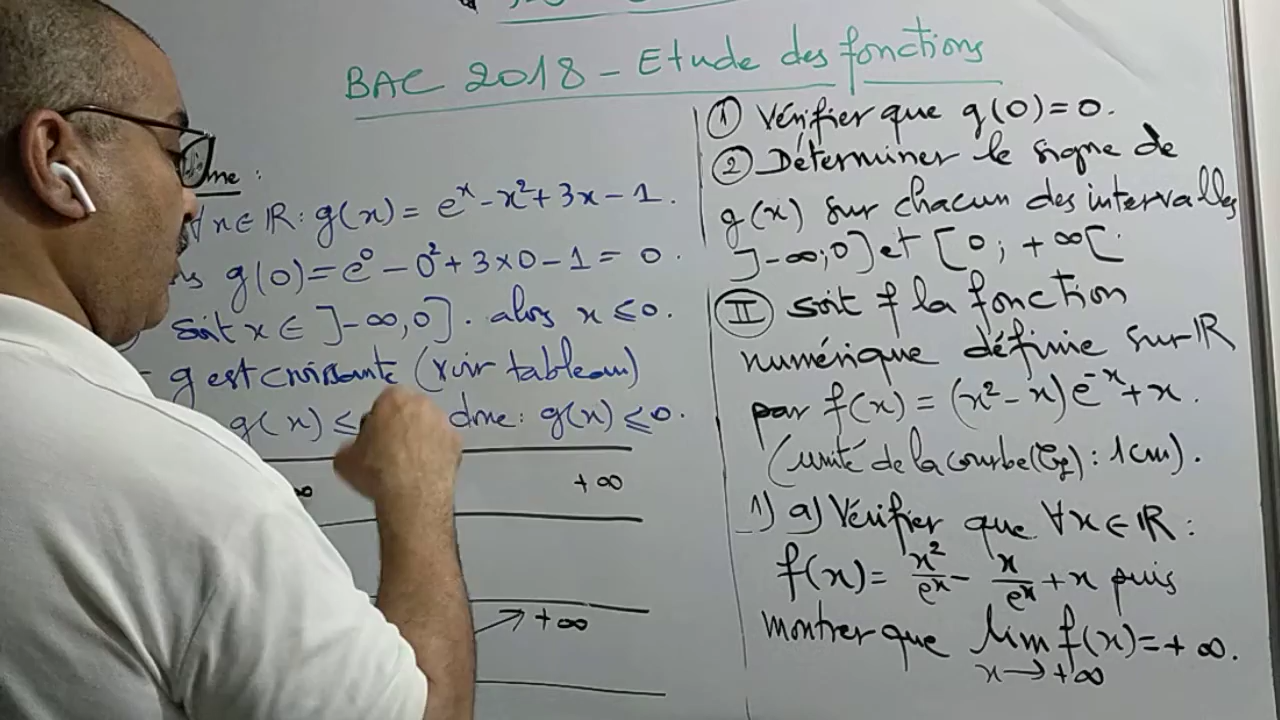 BAC 2018 - Etude des fonctions
me :
∀x∈ℝ: g(x) = eˣ - x² + 3x - 1.
g(0) = e⁰ - 0² + 3×0 - 1 = 0.
soit x ∈ ]-∞,0]. alors x ≤ 0.
g est croissante (voir tableau)
g(x) ≤ donc: g(x) ≤ 0.
∞ +∞
+∞
① Vérifier que g(0) = 0.
② Déterminer le signe de
g(x) sur chacun des intervalles
]-∞;0] et [0; +∞[
Ⅱ soit f la fonction
numérique définie sur ℝ
par f(x) = (x² - x)e⁻ˣ + x.
(unité de la courbe (Cf): 1cm).
1) a) Vérifier que ∀x∈ℝ:
f(x) = x²/eˣ - x/eˣ + x puis
montrer que lim f(x) = +∞.
x→+∞